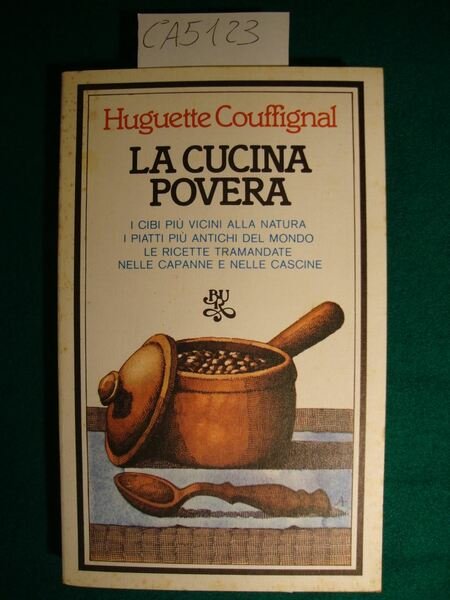 CA5123
Huguette Couffignal
LA CUCINA
POVERA
I CIBI PIÙ VICINI ALLA NATURA
I PIATTI PIÙ ANTICHI DEL MONDO
LE RICETTE TRAMANDATE
NELLE CAPANNE E NELLE CASCINE
BUR
A